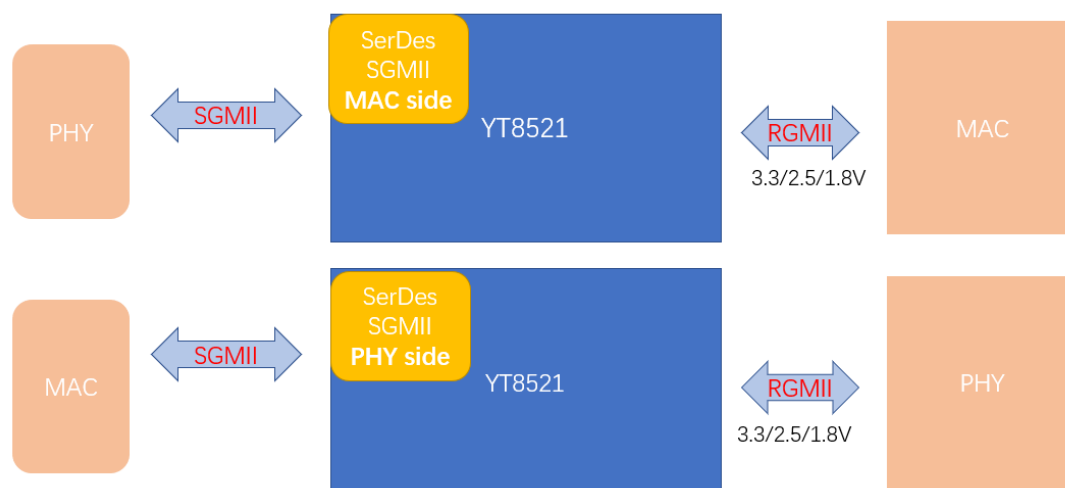 SerDes
SGMII
MAC side
PHY
SGMII
YT8521
RGMII
MAC
3.3/2.5/1.8V
SerDes
SGMII
PHY side
MAC
SGMII
YT8521
RGMII
PHY
3.3/2.5/1.8V